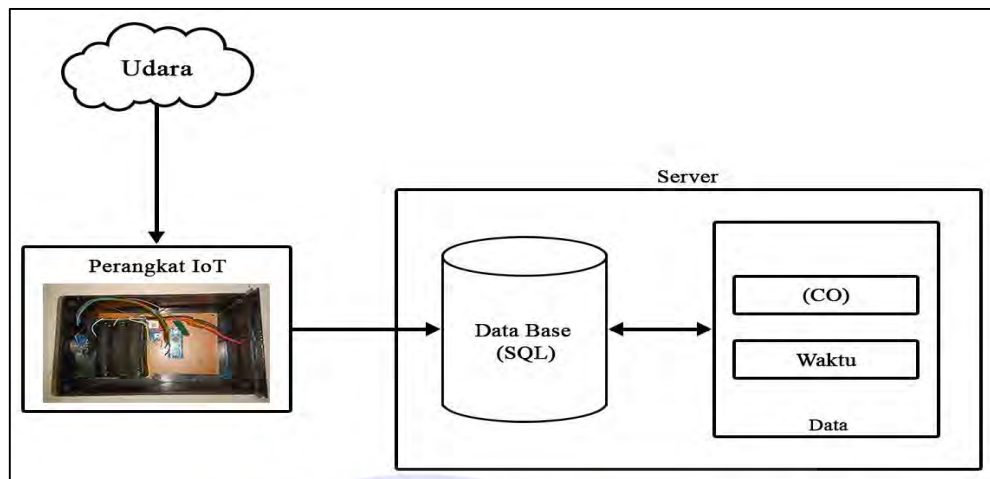 Udara
Server
Perangkat IoT
Data Base
(SQL)
(CO)
Waktu
Data